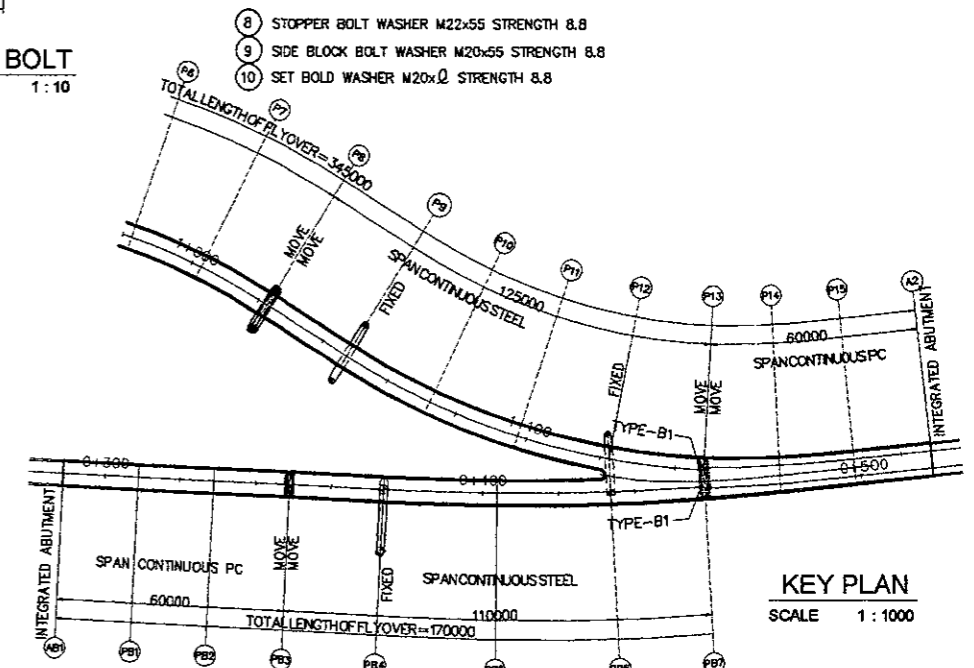 BOLT
1:10
8 STOPPER BOLT WASHER M22x55 STRENGTH 8.8
9 SIDE BLOCK BOLT WASHER M20x55 STRENGTH 8.8
10 SET BOLD WASHER M20xℓ STRENGTH 8.8
P6
P7
P8
P9
P10
P11
P12
P13
P14
P15
A2
TOTAL LENGTH OF FLYOVER=345000
MOVE
MOVE
FIXED
SPAN CONTINUOUS STEEL
125000
FIXED
MOVE
MOVE
60000
SPAN CONTINUOUS PC
INTEGRATED ABUTMENT
1+100
TYPE-B1
0+300
0+500
TYPE-B1
INTEGRATED ABUTMENT
SPAN CONTINUOUS PC
MOVE
MOVE
FIXED
SPAN CONTINUOUS STEEL
60000
110000
TOTAL LENGTH OF FLYOVER=170000
AB1
PB1
PB2
PB3
PB4
PB7
KEY PLAN
SCALE 1:1000